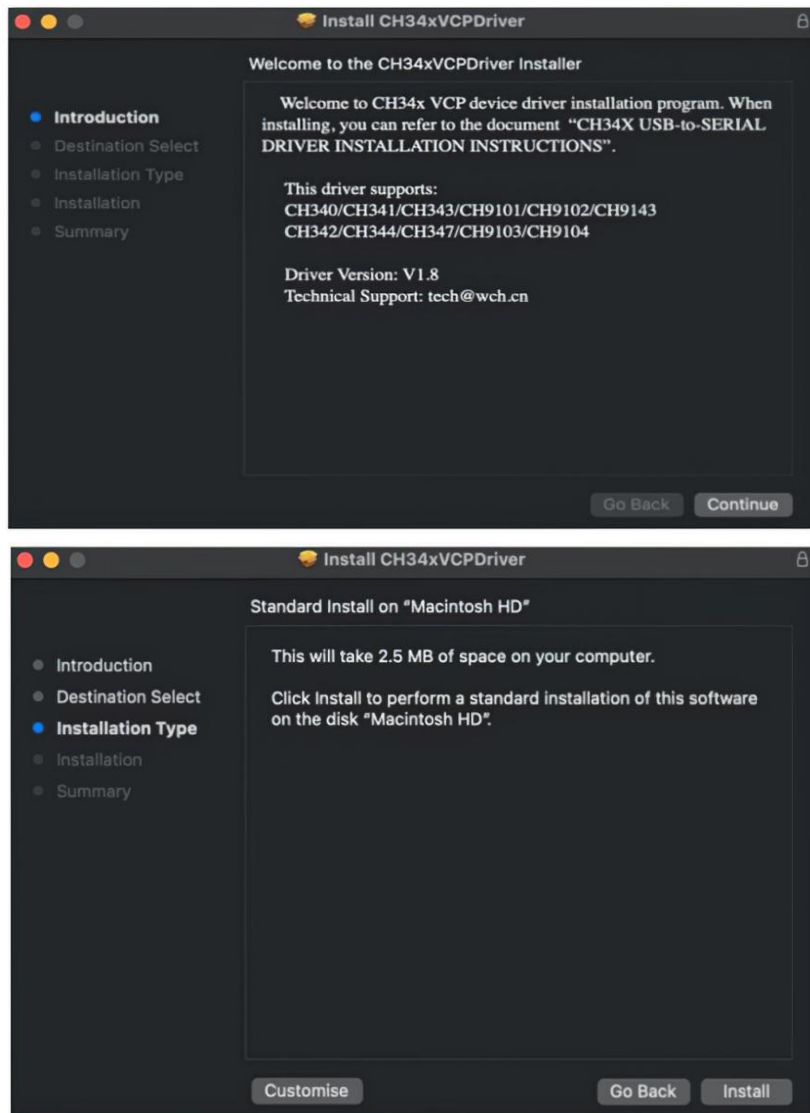 Install CH34xVCPDriver
Welcome to the CH34xVCPDriver Installer
Introduction
Destination Select
Installation Type
Installation
Summary
Welcome to CH34x VCP device driver installation program. When
installing, you can refer to the document “CH34X USB-to-SERIAL
DRIVER INSTALLATION INSTRUCTIONS”.
This driver supports:
CH340/CH341/CH343/CH9101/CH9102/CH9143
CH342/CH344/CH347/CH9103/CH9104
Driver Version: V1.8
Technical Support: tech@wch.cn
Go Back
Continue
Install CH34xVCPDriver
Standard Install on “Macintosh HD”
Introduction
Destination Select
Installation Type
Installation
Summary
This will take 2.5 MB of space on your computer.
Click Install to perform a standard installation of this software
on the disk “Macintosh HD”.
Customise
Go Back
Install